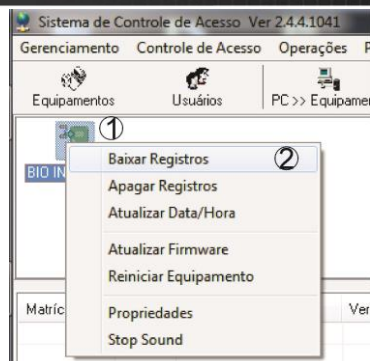 Sistema de Controle de Acesso Ver 2.4.4.1041
Gerenciamento Controle de Acesso Operações
Equipamentos Usuários PC>> Equipamen
①
BIO IN
Baixar Registros ②
Apagar Registros
Atualizar Data/Hora
Atualizar Firmware
Reiniciar Equipamento
Propriedades
Stop Sound
Matríc Ver